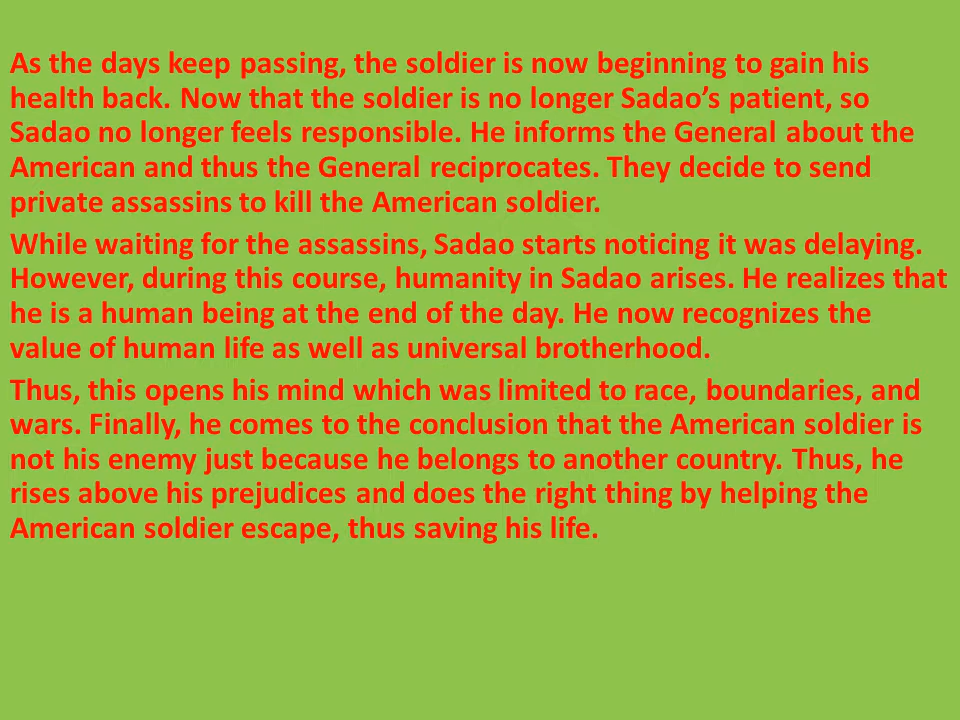 As the days keep passing, the soldier is now beginning to gain his
health back. Now that the soldier is no longer Sadao’s patient, so
Sadao no longer feels responsible. He informs the General about the
American and thus the General reciprocates. They decide to send
private assassins to kill the American soldier.
While waiting for the assassins, Sadao starts noticing it was delaying.
However, during this course, humanity in Sadao arises. He realizes that
he is a human being at the end of the day. He now recognizes the
value of human life as well as universal brotherhood.
Thus, this opens his mind which was limited to race, boundaries, and
wars. Finally, he comes to the conclusion that the American soldier is
not his enemy just because he belongs to another country. Thus, he
rises above his prejudices and does the right thing by helping the
American soldier escape, thus saving his life.